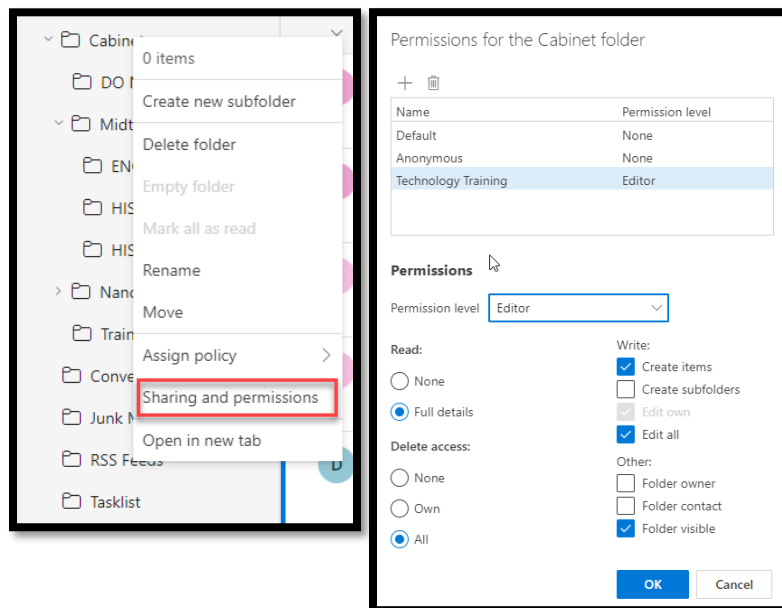 Cabine
0 items
DO N
Create new subfolder
Midt
Delete folder
EN
Empty folder
HIS
Mark all as read
HIS
Rename
Nanc
Move
Train
Assign policy
Conve
Sharing and permissions
Junk M
Open in new tab
RSS Feeds
D
Tasklist
Permissions for the Cabinet folder
Name Permission level
Default None
Anonymous None
Technology Training Editor
Permissions
Permission level Editor
Read:
None
Full details
Delete access:
None
Own
All
Write:
Create items
Create subfolders
Edit own
Edit all
Other:
Folder owner
Folder contact
Folder visible
OK Cancel